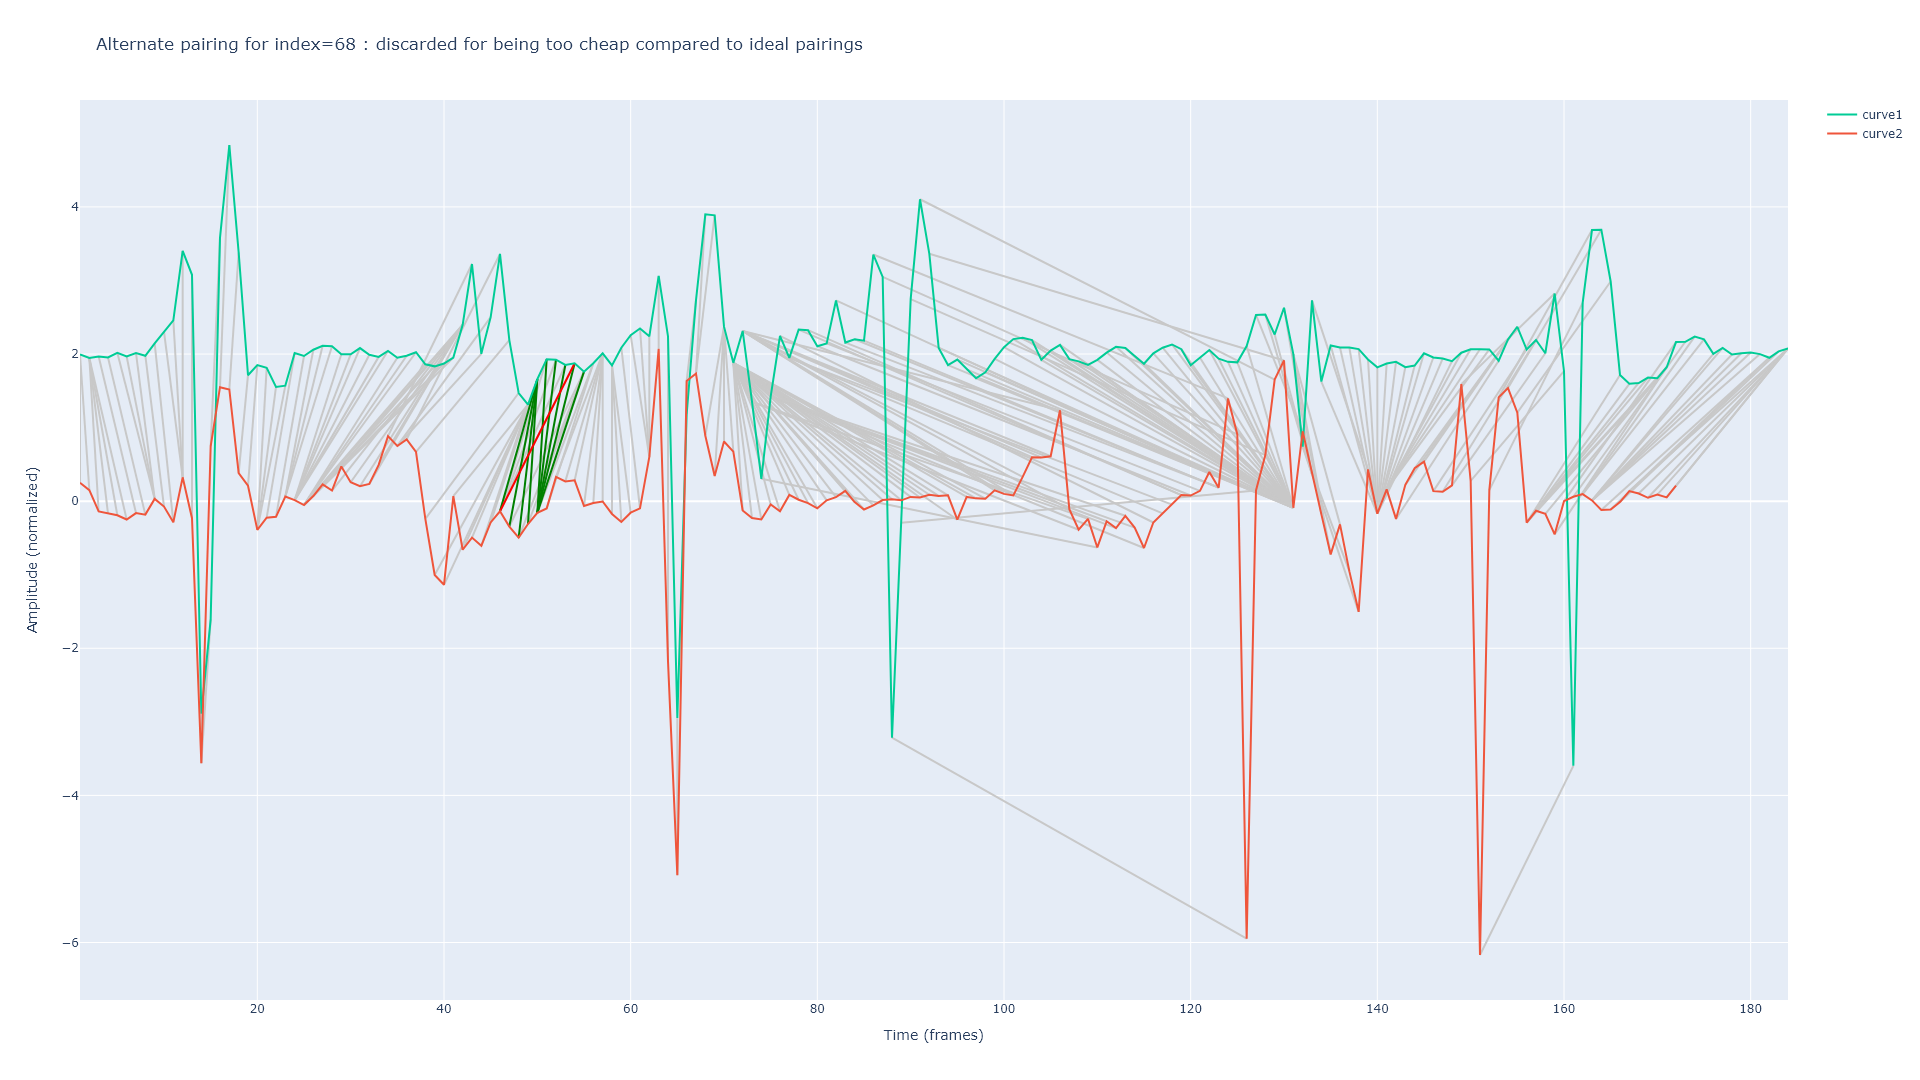 Alternate pairing for index=68 : discarded for being too cheap compared to ideal pairings
curve1
curve2
4
2
0
−2
−4
−6
Amplitude (normalized)
20 40 60 80 100 120 140 160 180
Time (frames)